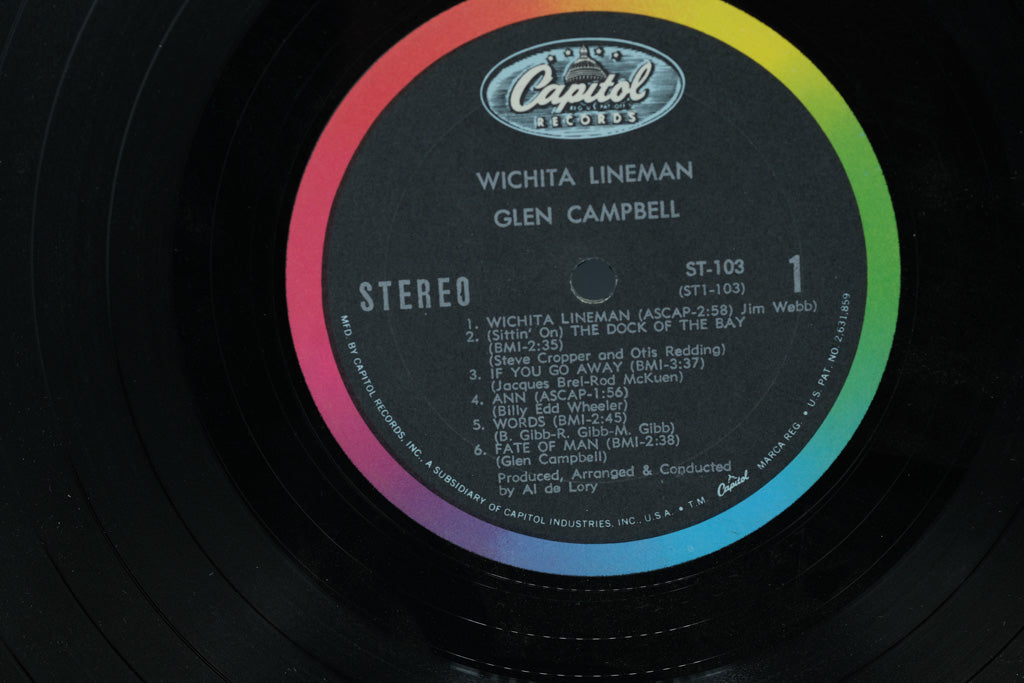 Capitol
RECORDS
WICHITA LINEMAN
GLEN CAMPBELL
STEREO
ST-103
(ST1-103)
1
1. WICHITA LINEMAN (ASCAP-2:58) Jim Webb)
2. (Sittin' On) THE DOCK OF THE BAY
(BMI-2:35)
(Steve Cropper and Otis Redding)
3. IF YOU GO AWAY (BMI-3:37)
(Jacques Brel-Rod McKuen)
4. ANN (ASCAP-1:56)
(Billy Edd Wheeler)
5. WORDS (BMI-2:45)
(B. Gibb-R. Gibb-M. Gibb)
6. FATE OF MAN (BMI-2:38)
(Glen Campbell)
Produced, Arranged & Conducted
by Al de Lory
MFD. BY CAPITOL RECORDS, INC. A SUBSIDIARY OF CAPITOL INDUSTRIES, INC., U.S.A. • T.M. Capitol MARCA REG. • U.S. PAT. NO. 2,631,859